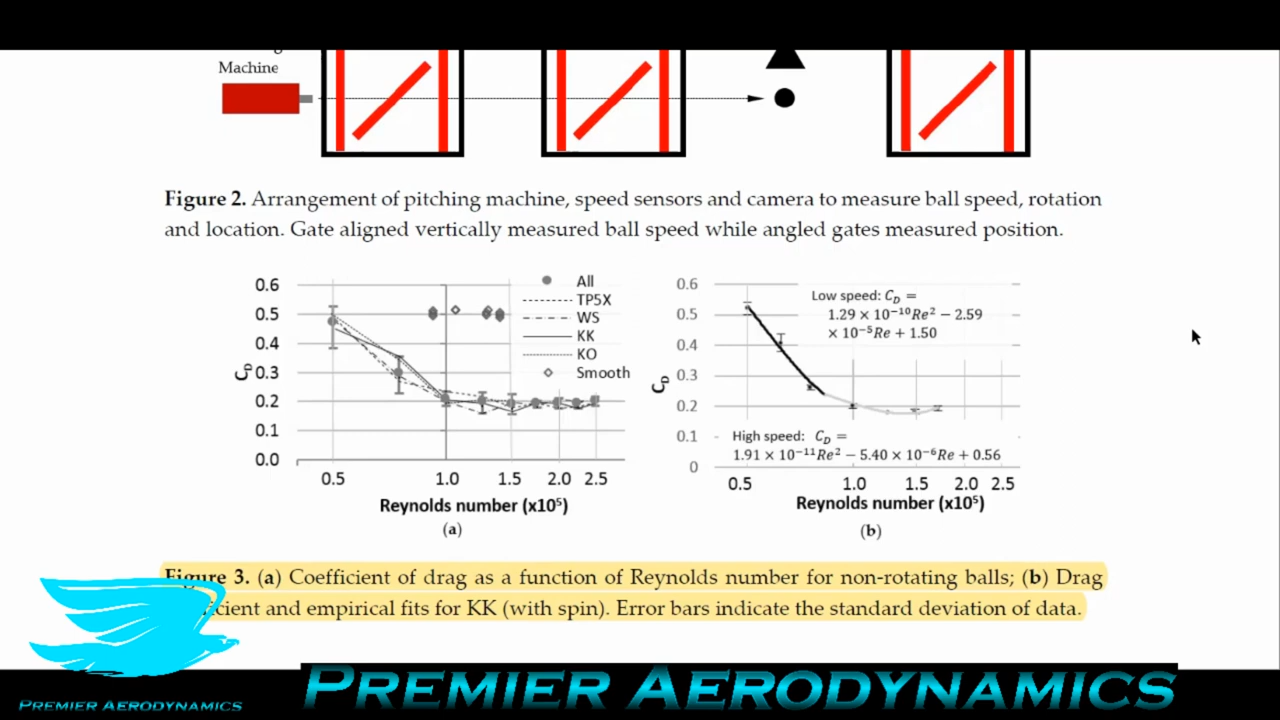 Machine
Figure 2. Arrangement of pitching machine, speed sensors and camera to measure ball speed, rotation
and location. Gate aligned vertically measured ball speed while angled gates measured position.
0.6
0.5
0.4
0.3
0.2
0.1
0.0
C_D
0.5 1.0 1.5 2.0 2.5
Reynolds number (x10⁵)
(a)
All
TP5X
WS
KK
KO
Smooth
0.6
0.5
0.4
0.3
0.2
0.1
0
C_D
Low speed: C_D =
1.29 × 10⁻¹⁰Re² − 2.59
× 10⁻⁵Re + 1.50
High speed: C_D =
1.91 × 10⁻¹¹Re² − 5.40 × 10⁻⁶Re + 0.56
0.5 1.0 1.5 2.0 2.5
Reynolds number (x10⁵)
(b)
Figure 3. (a) Coefficient of drag as a function of Reynolds number for non-rotating balls; (b) Drag
and empirical fits for KK (with spin). Error bars indicate the standard deviation of data.
PREMIER AERODYNAMICS
PREMIER AERODYNAMICS